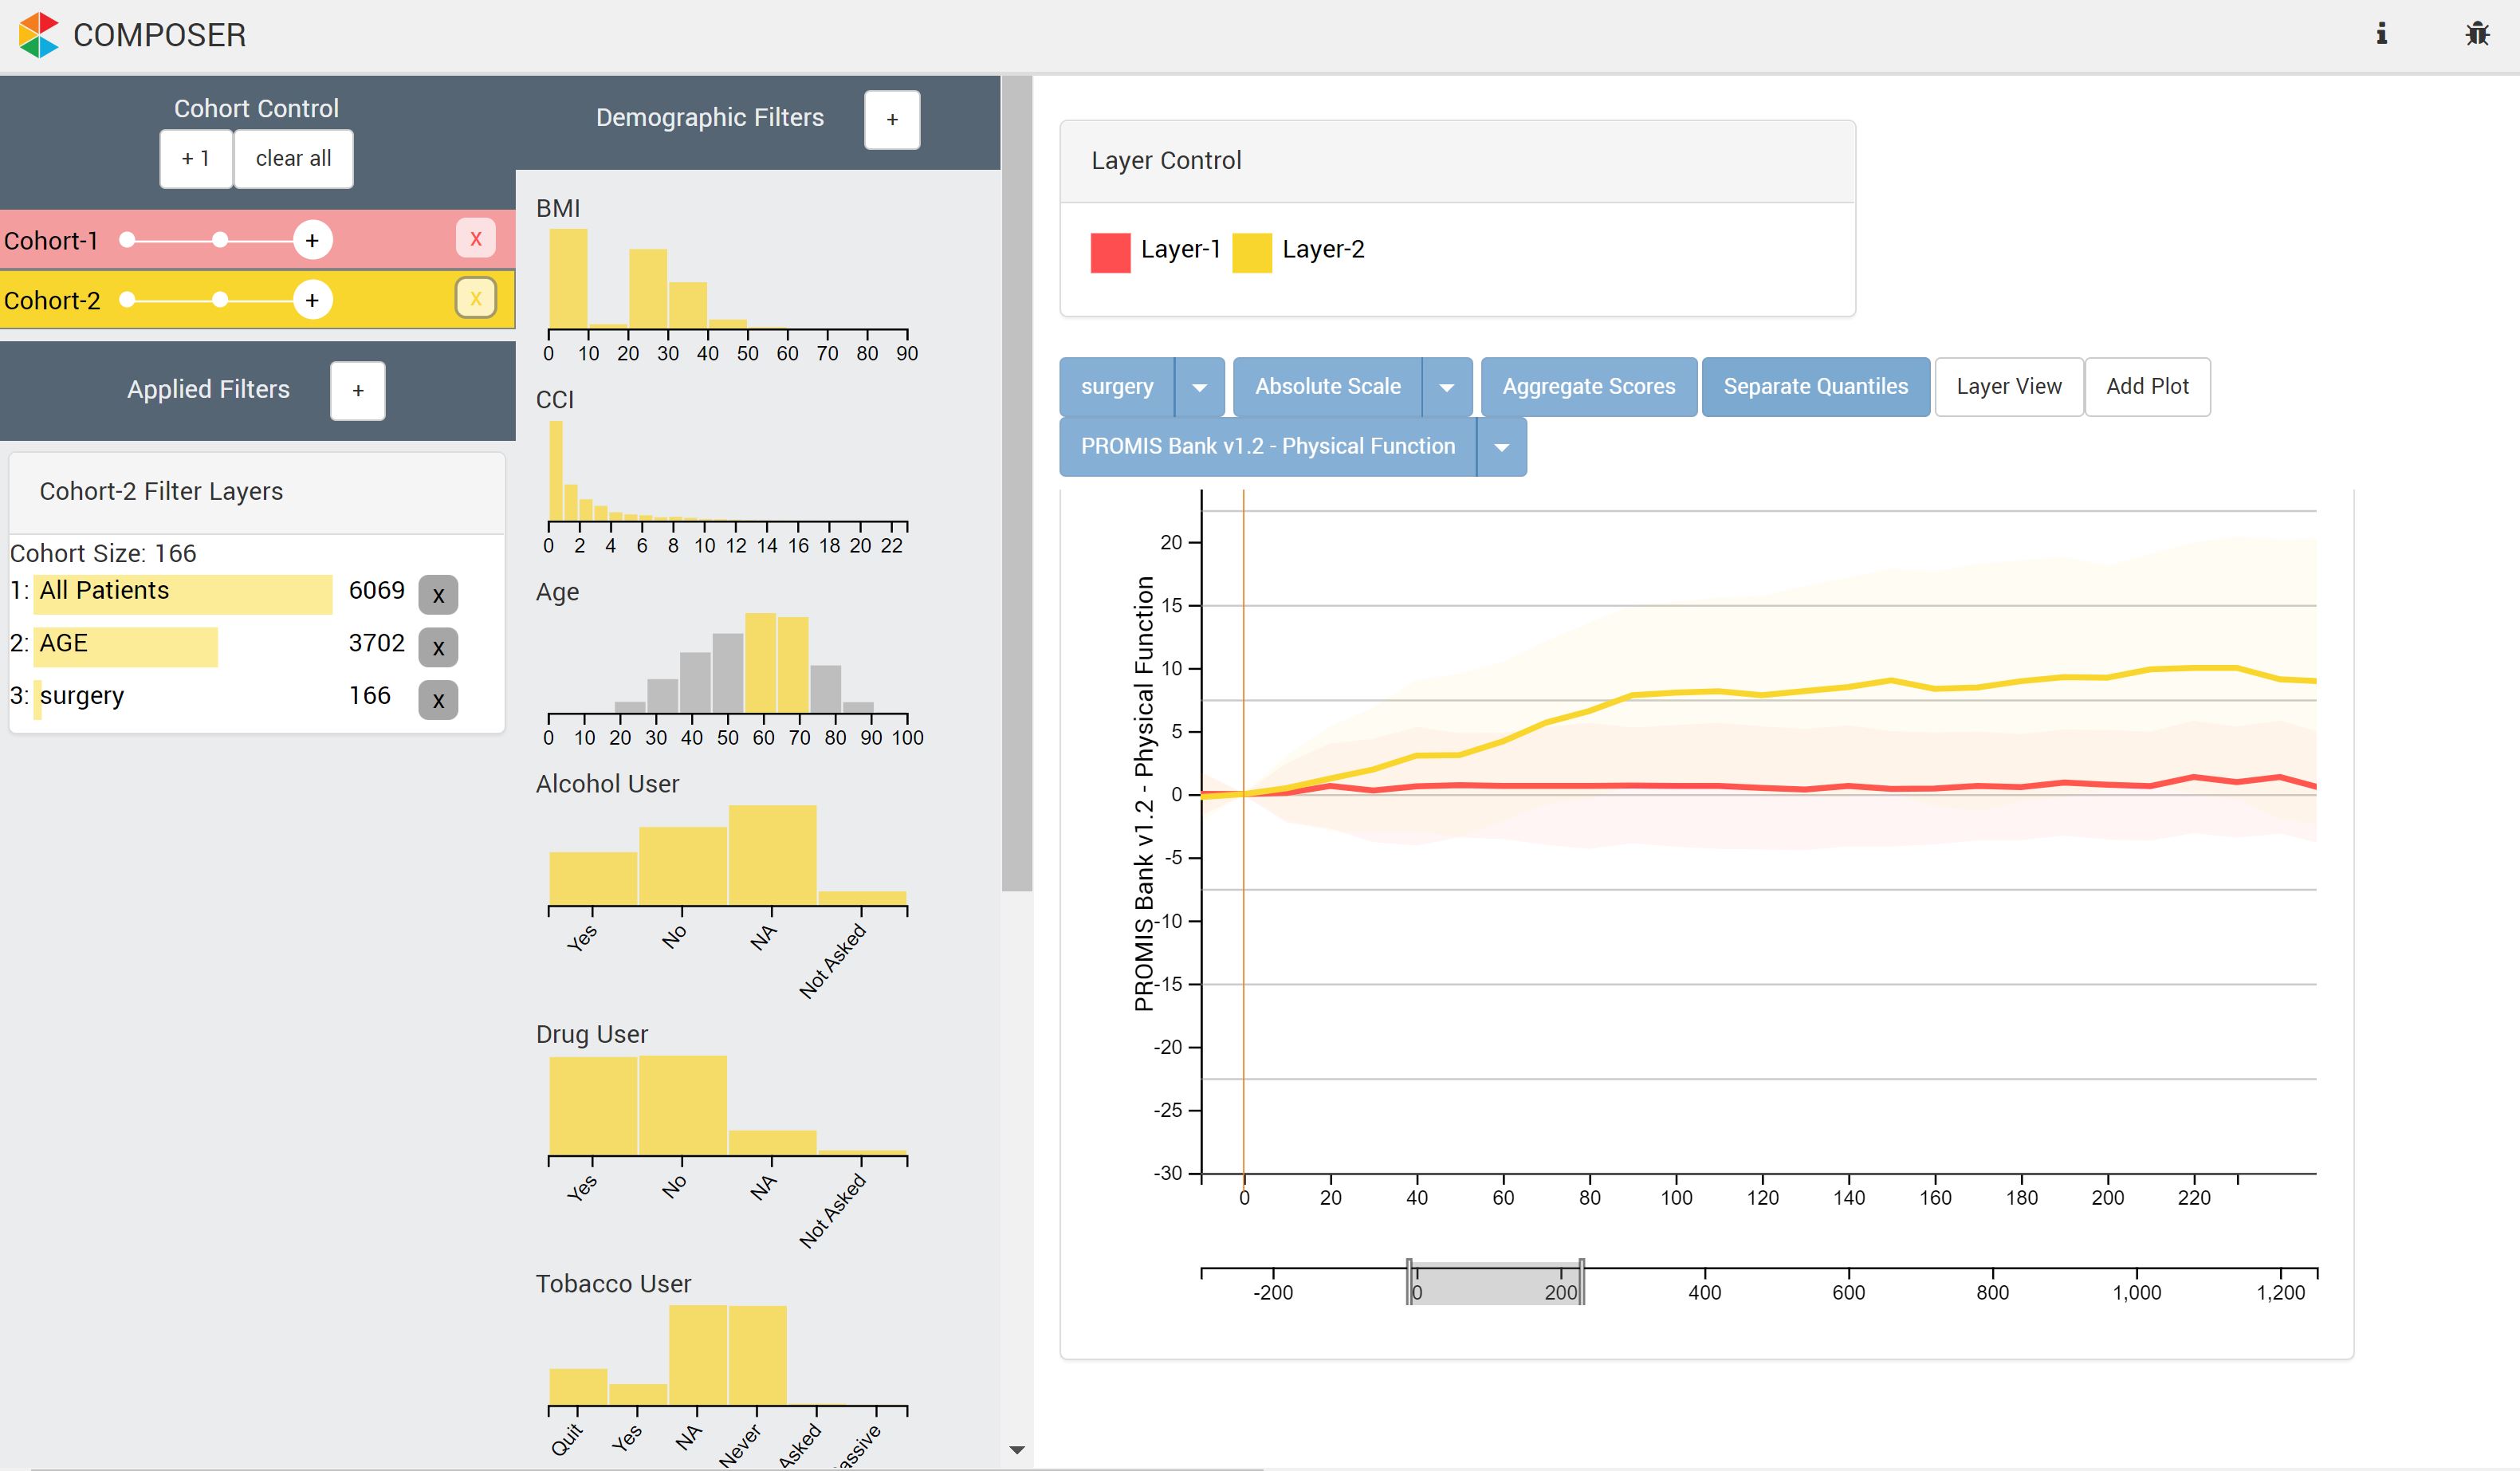 COMPOSER
Cohort Control
+ 1 clear all
Cohort-1 + X
Cohort-2 + X
Applied Filters +
Cohort-2 Filter Layers
Cohort Size: 166
1: All Patients 6069 x
2: AGE 3702 x
3: surgery 166 x
Demographic Filters +
BMI
0 10 20 30 40 50 60 70 80 90
CCI
0 2 4 6 8 10 12 14 16 18 20 22
Age
0 10 20 30 40 50 60 70 80 90 100
Alcohol User
Yes No NA Not Asked
Drug User
Yes No NA Not Asked
Tobacco User
Quit Yes NA Never Asked assive
Layer Control
Layer-1 Layer-2
surgery Absolute Scale Aggregate Scores Separate Quantiles Layer View Add Plot
PROMIS Bank v1.2 - Physical Function
PROMIS Bank v1.2 - Physical Function
20
15
10
5
0
-5
-10
-15
-20
-25
-30
0 20 40 60 80 100 120 140 160 180 200 220
-200 0 200 400 600 800 1,000 1,200